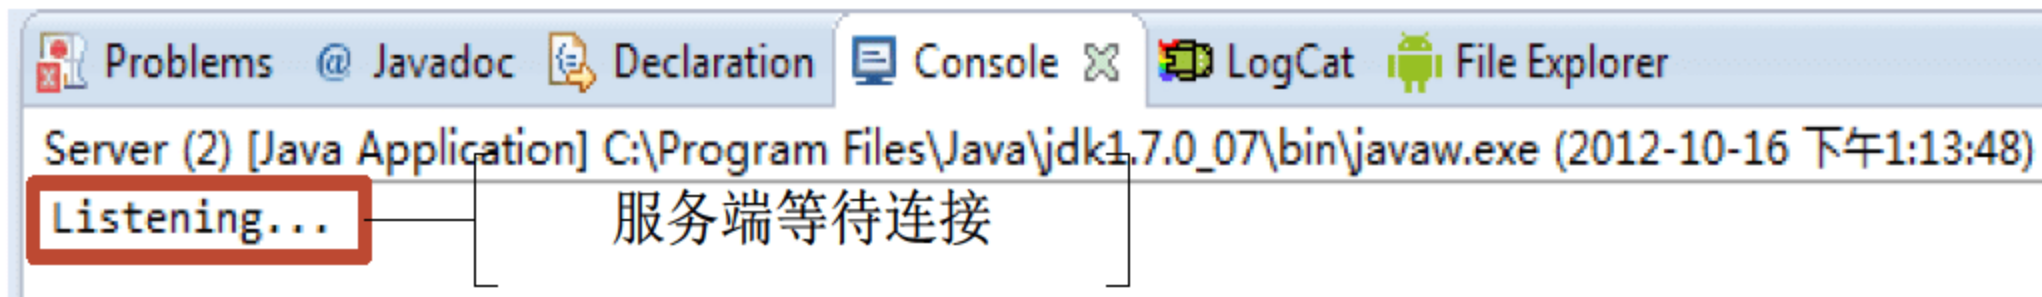 Problems @ Javadoc Declaration Console LogCat File Explorer
Server (2) [Java Application] C:\Program Files\Java\jdk1.7.0_07\bin\javaw.exe (2012-10-16 下午1:13:48)
Listening... 服务端等待连接